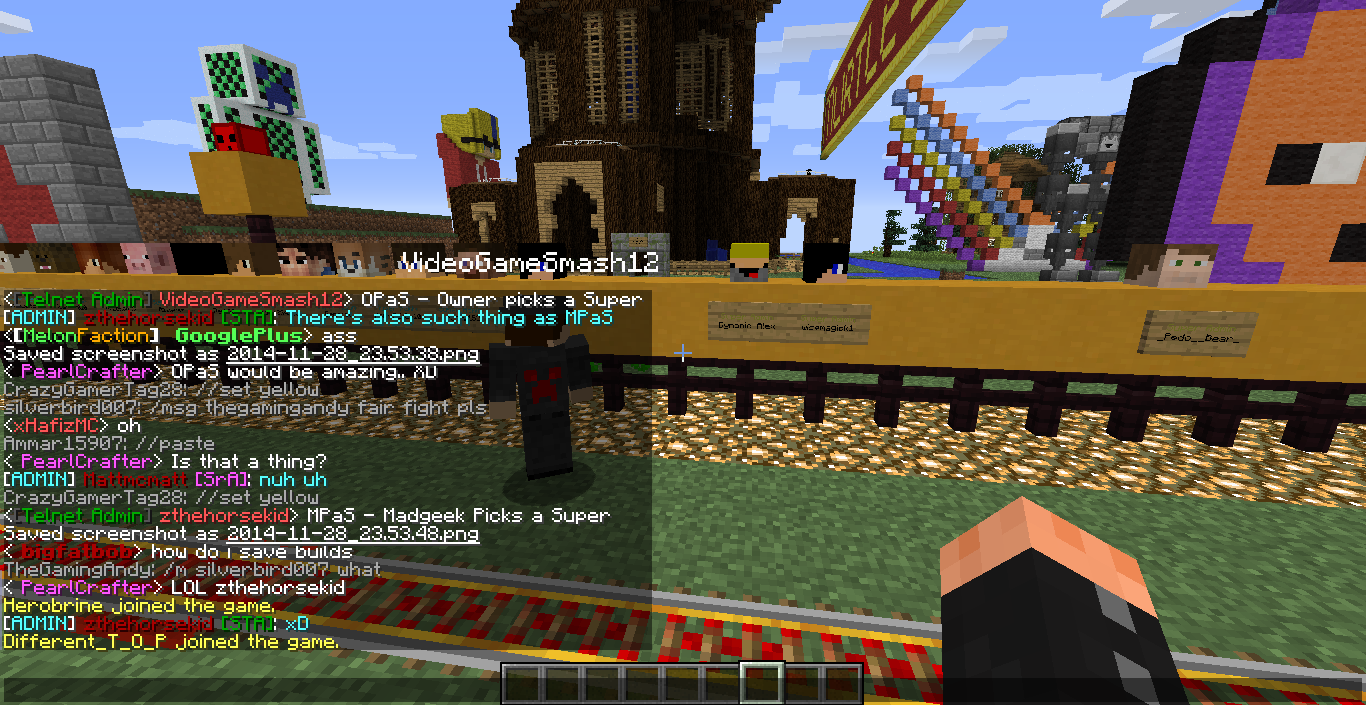 TURTLE
VideoGameSmash12
<[Telnet Admin] VideoGameSmash12> OPaS - Owner picks a Super
[ADMIN] zthehorsekid [STA]: There's also such thing as MPaS
<[MelonFaction] GooglePlus> ass
Saved screenshot as 2014-11-28_23.53.38.png
< PearlCrafter> OPaS would be amazing.. XD
CrazyGamerTag28: //set yellow
silverbird007: /msg thegamingandy fair fight pls
<xHafizMC> oh
Ammar15907: //paste
< PearlCrafter> Is that a thing?
[ADMIN] Mattmcmatt [SrA]: nuh uh
CrazyGamerTag28: //set yellow
<[Telnet Admin] zthehorsekid> MPaS - Madgeek Picks a Super
Saved screenshot as 2014-11-28_23.53.48.png
< bigfatbob> how do i save builds
TheGamingAndy: /m silverbird007 what
< PearlCrafter> LOL zthehorsekid
Herobrine joined the game.
[ADMIN] zthehorsekid [STA]: xD
Different_T_O_P joined the game.
Dynamic_Alex wizemagick1
_Pedo__Bear_